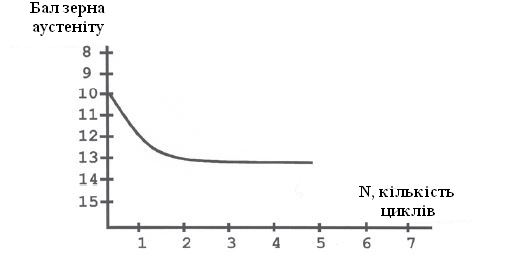 Бал зерна
аустеніту
8
9
10
11
12
13
14
15
N, кількість
циклів
1 2 3 4 5 6 7